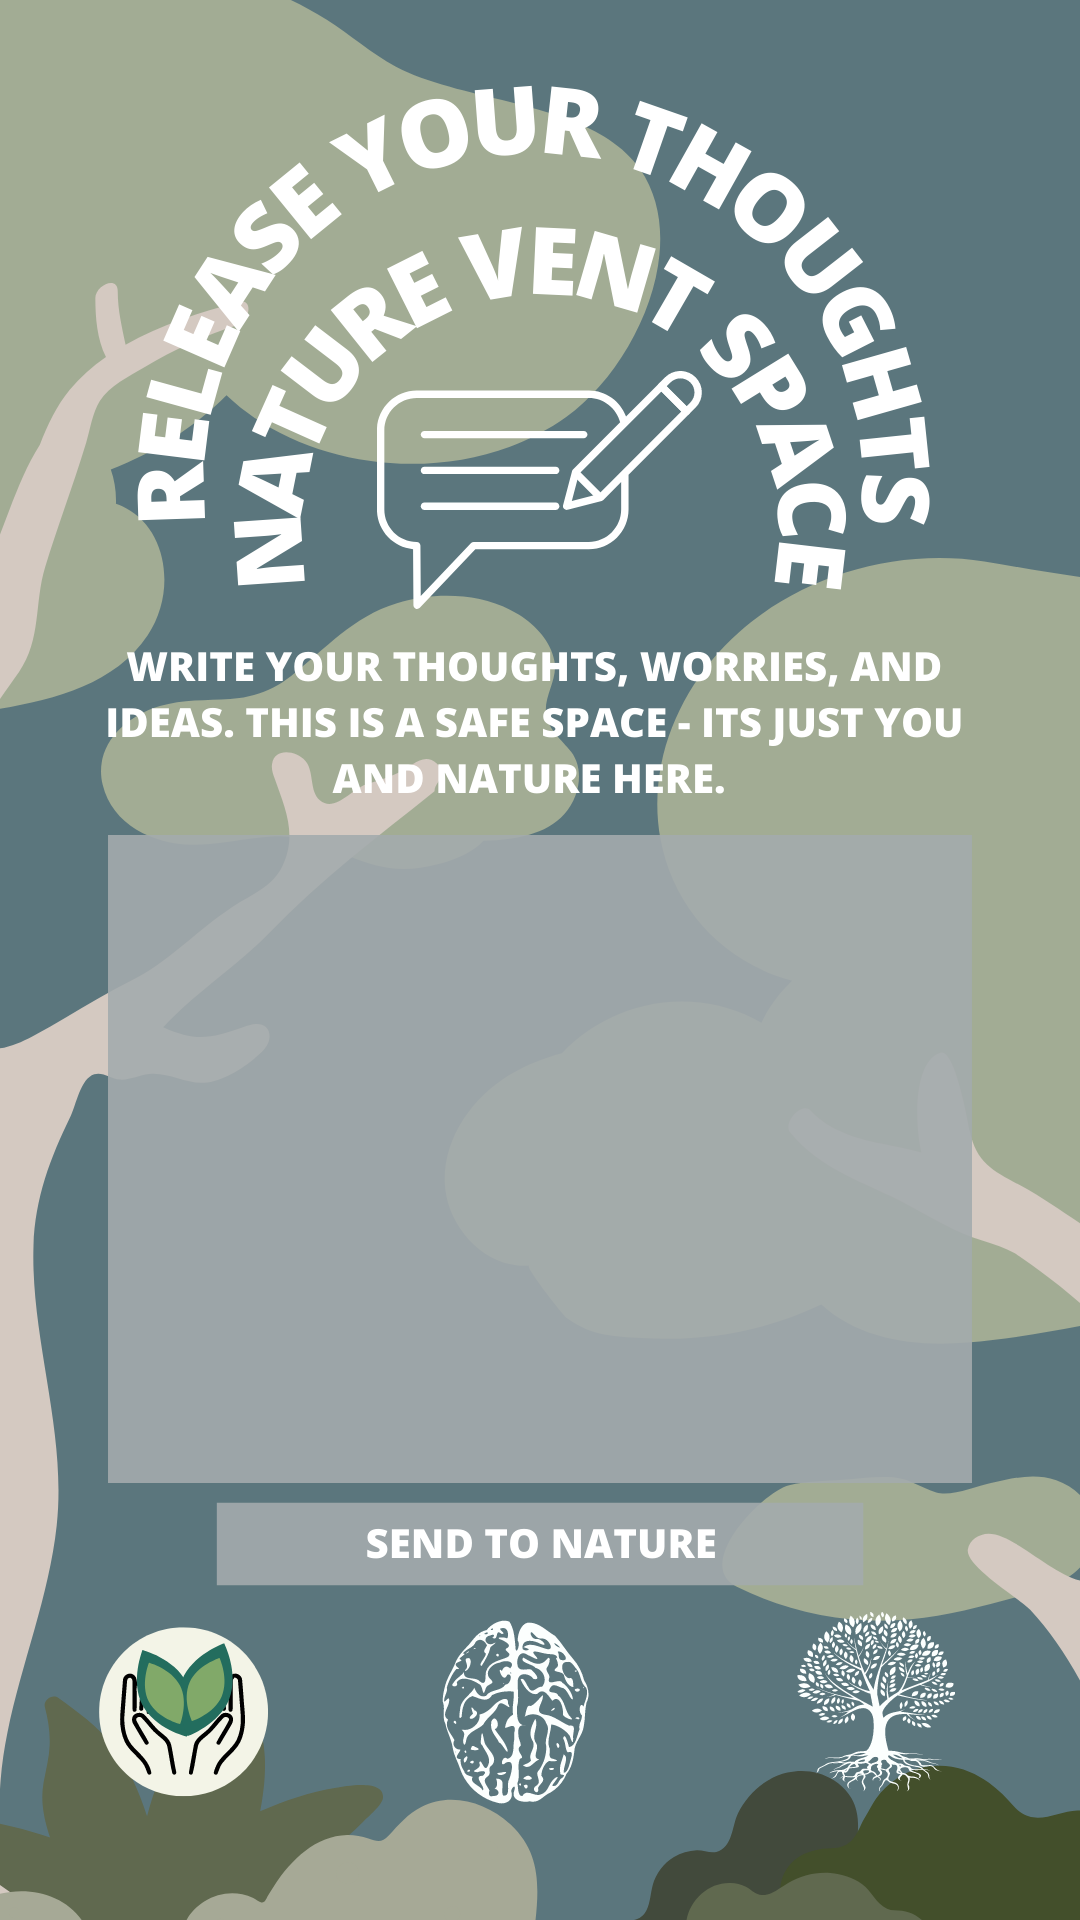 RELEASE YOUR THOUGHTS
NATURE VENT SPACE
WRITE YOUR THOUGHTS, WORRIES, AND
IDEAS. THIS IS A SAFE SPACE - ITS JUST YOU
AND NATURE HERE.
SEND TO NATURE